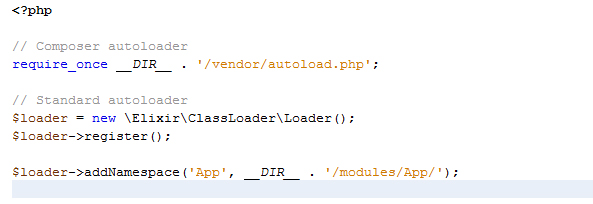 <?php
// Composer autoloader
require_once __DIR__ . '/vendor/autoload.php';
// Standard autoloader
$loader = new \Elixir\ClassLoader\Loader();
$loader->register();
$loader->addNamespace('App', __DIR__ . '/modules/App/');